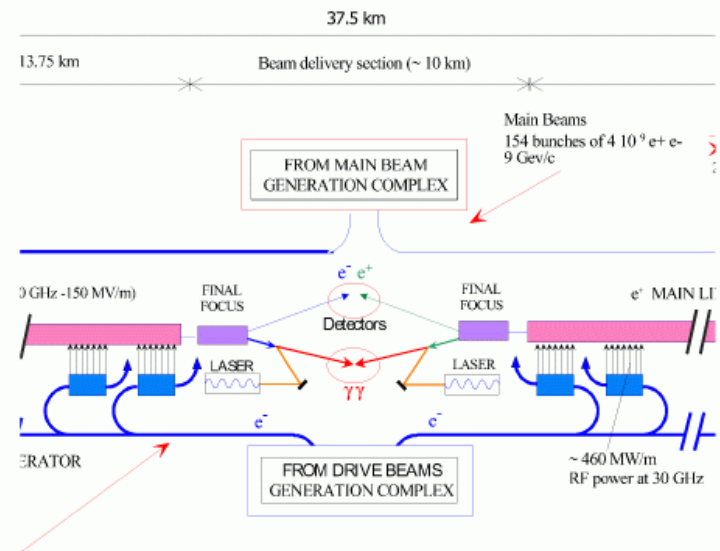 37.5 km
13.75 km
Beam delivery section (~ 10 km)
Main Beams
154 bunches of 4 10 9 e+ e-
9 Gev/c
FROM MAIN BEAM
GENERATION COMPLEX
0 GHz -150 MV/m)
FINAL
FOCUS
e- e+
Detectors
FINAL
FOCUS
e+ MAIN LI
LASER
γγ
LASER
e-
e-
ERATOR
FROM DRIVE BEAMS
GENERATION COMPLEX
~ 460 MW/m
RF power at 30 GHz